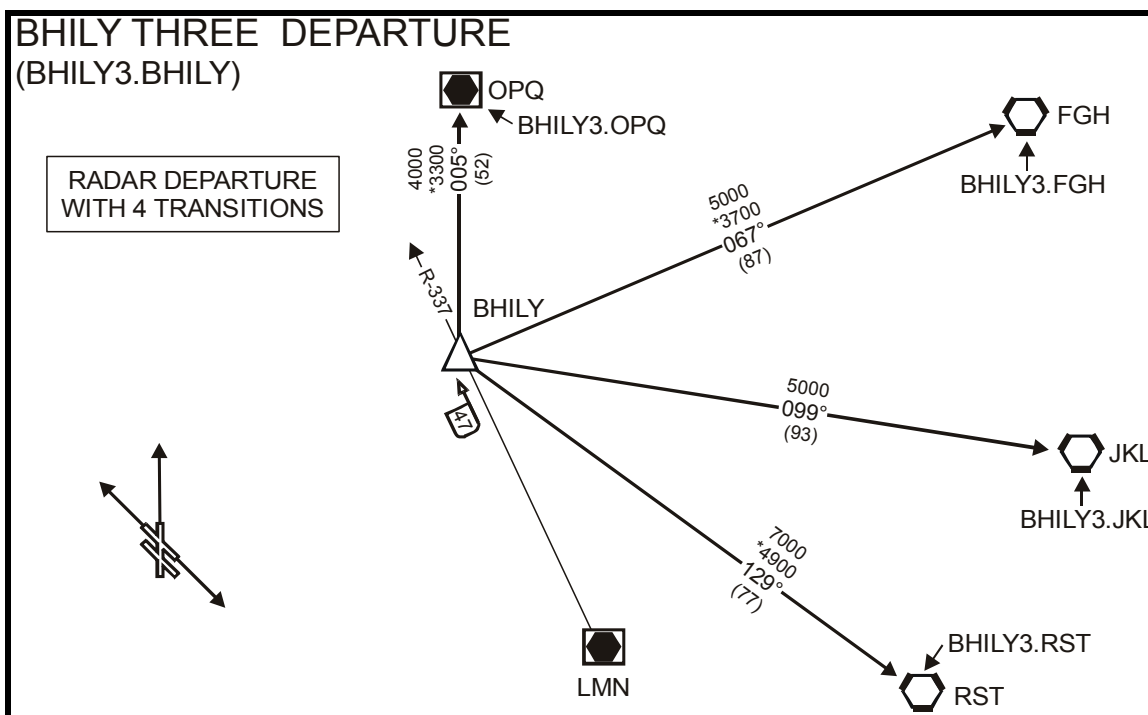 BHILY THREE DEPARTURE
(BHILY3.BHILY)
RADAR DEPARTURE
WITH 4 TRANSITIONS
OPQ
BHILY3.OPQ
4000
*3300
005°
(52)
FGH
BHILY3.FGH
5000
*3700
067°
(87)
R-337
BHILY
47
5000
099°
(93)
JKL
BHILY3.JKL
7000
*4900
129°
(77)
BHILY3.RST
RST
LMN